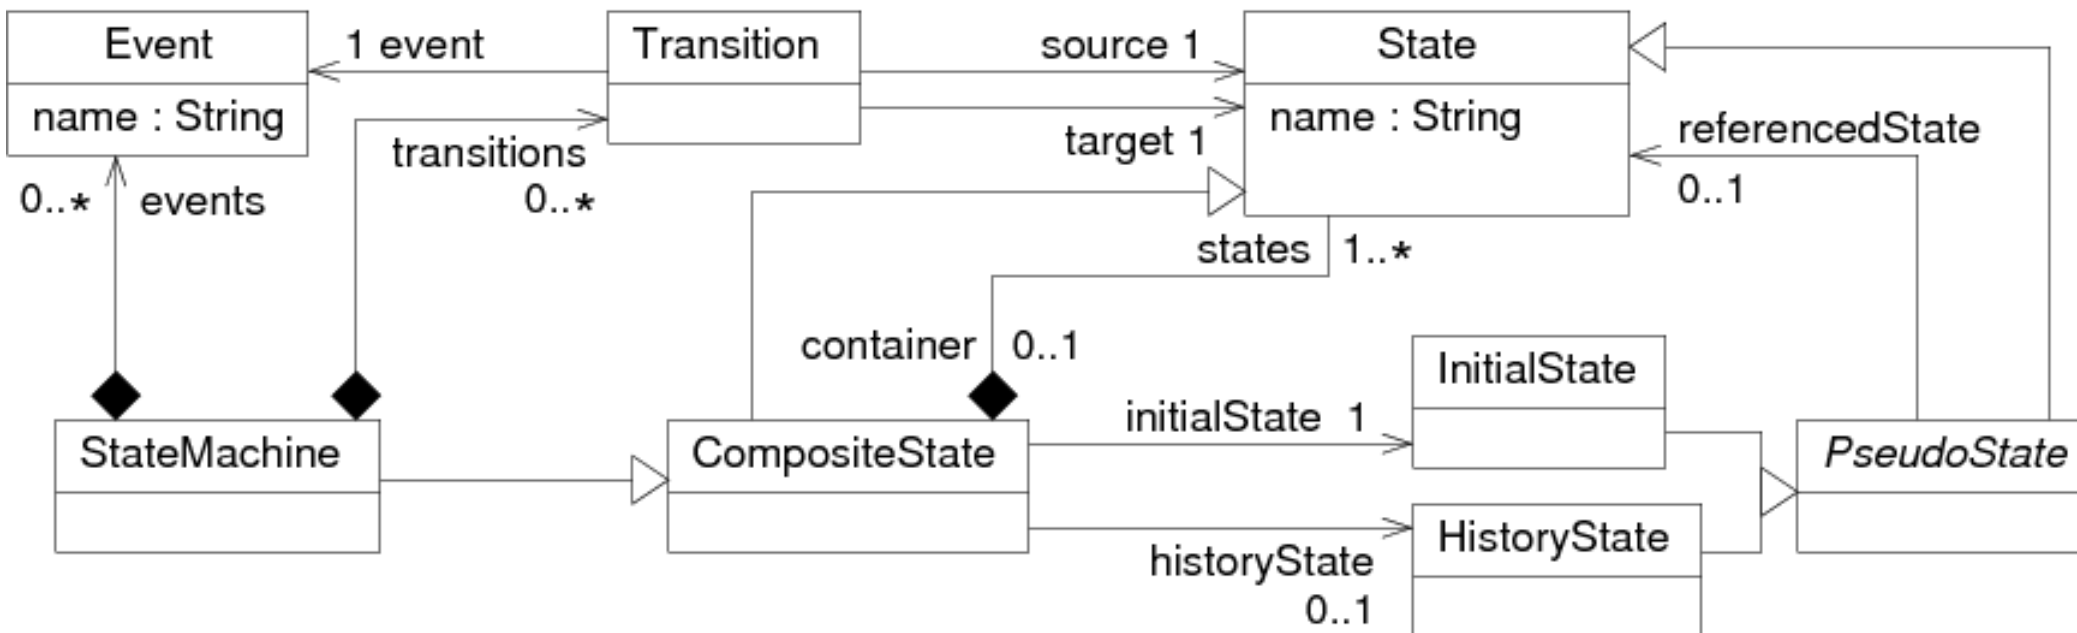 Event
1 event
Transition
source 1
State
name : String
transitions
target 1
name : String
referencedState
0..*
events
0..*
0..1
states
1..*
container
0..1
InitialState
initialState 1
StateMachine
CompositeState
PseudoState
historyState
HistoryState
0..1